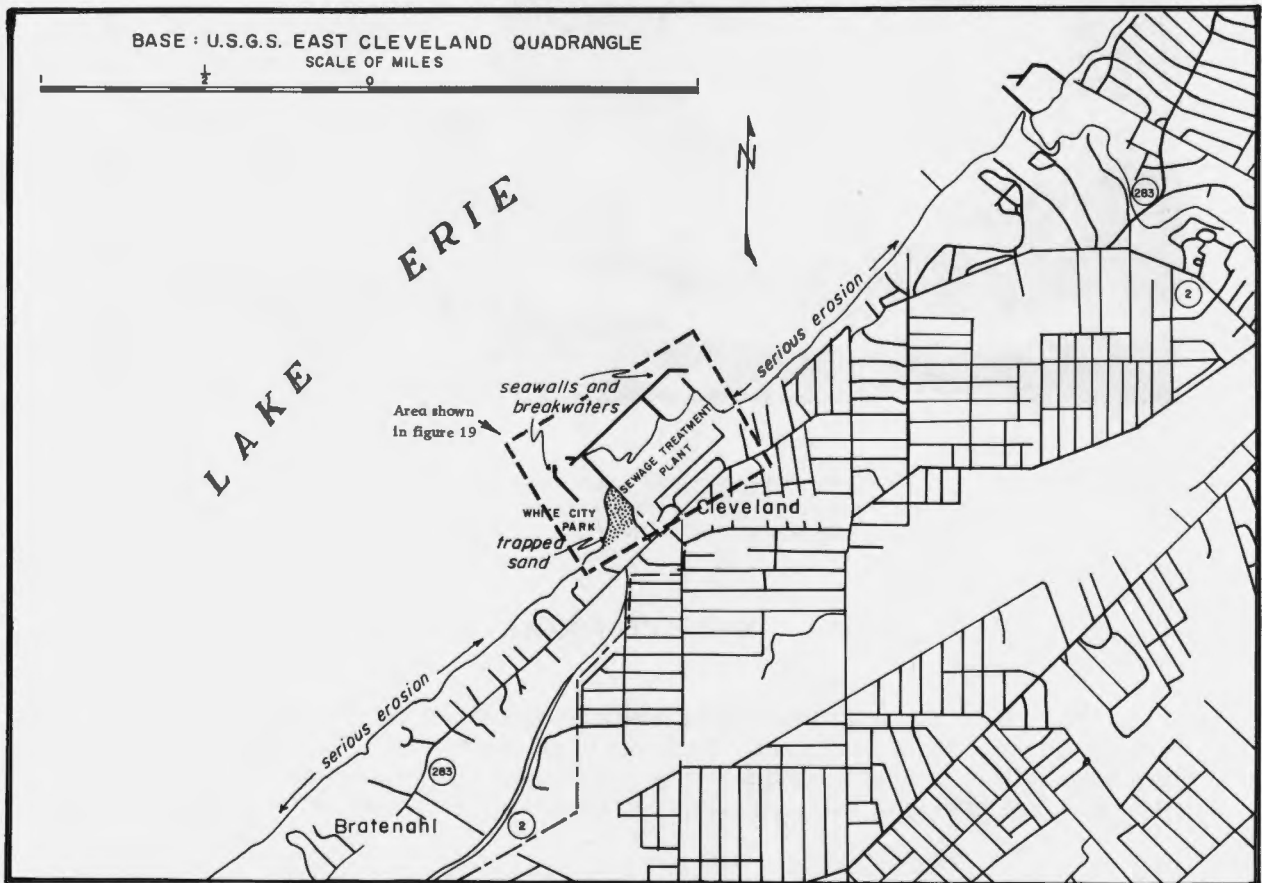 BASE : U.S.G.S. EAST CLEVELAND QUADRANGLE
SCALE OF MILES
1 1/2 0 1
N
LAKE ERIE
283
2
serious erosion
seawalls and
breakwaters
Area shown
in figure 19
SEWAGE TREATMENT
PLANT
WHITE CITY
PARK
Cleveland
trapped
sand
serious erosion
283
Bratenahl
2